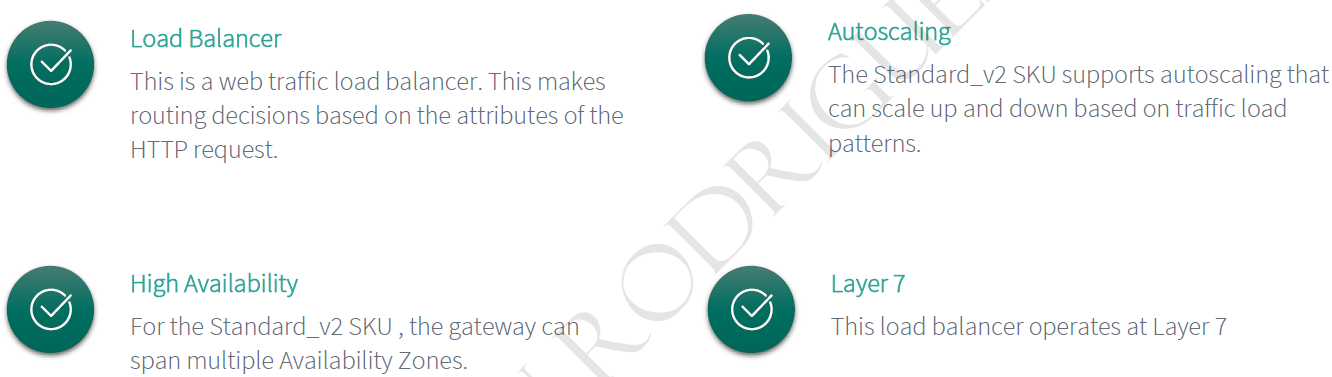 Load Balancer
This is a web traffic load balancer. This makes
routing decisions based on the attributes of the
HTTP request.
Autoscaling
The Standard_v2 SKU supports autoscaling that
can scale up and down based on traffic load
patterns.
High Availability
For the Standard_v2 SKU , the gateway can
span multiple Availability Zones.
Layer 7
This load balancer operates at Layer 7